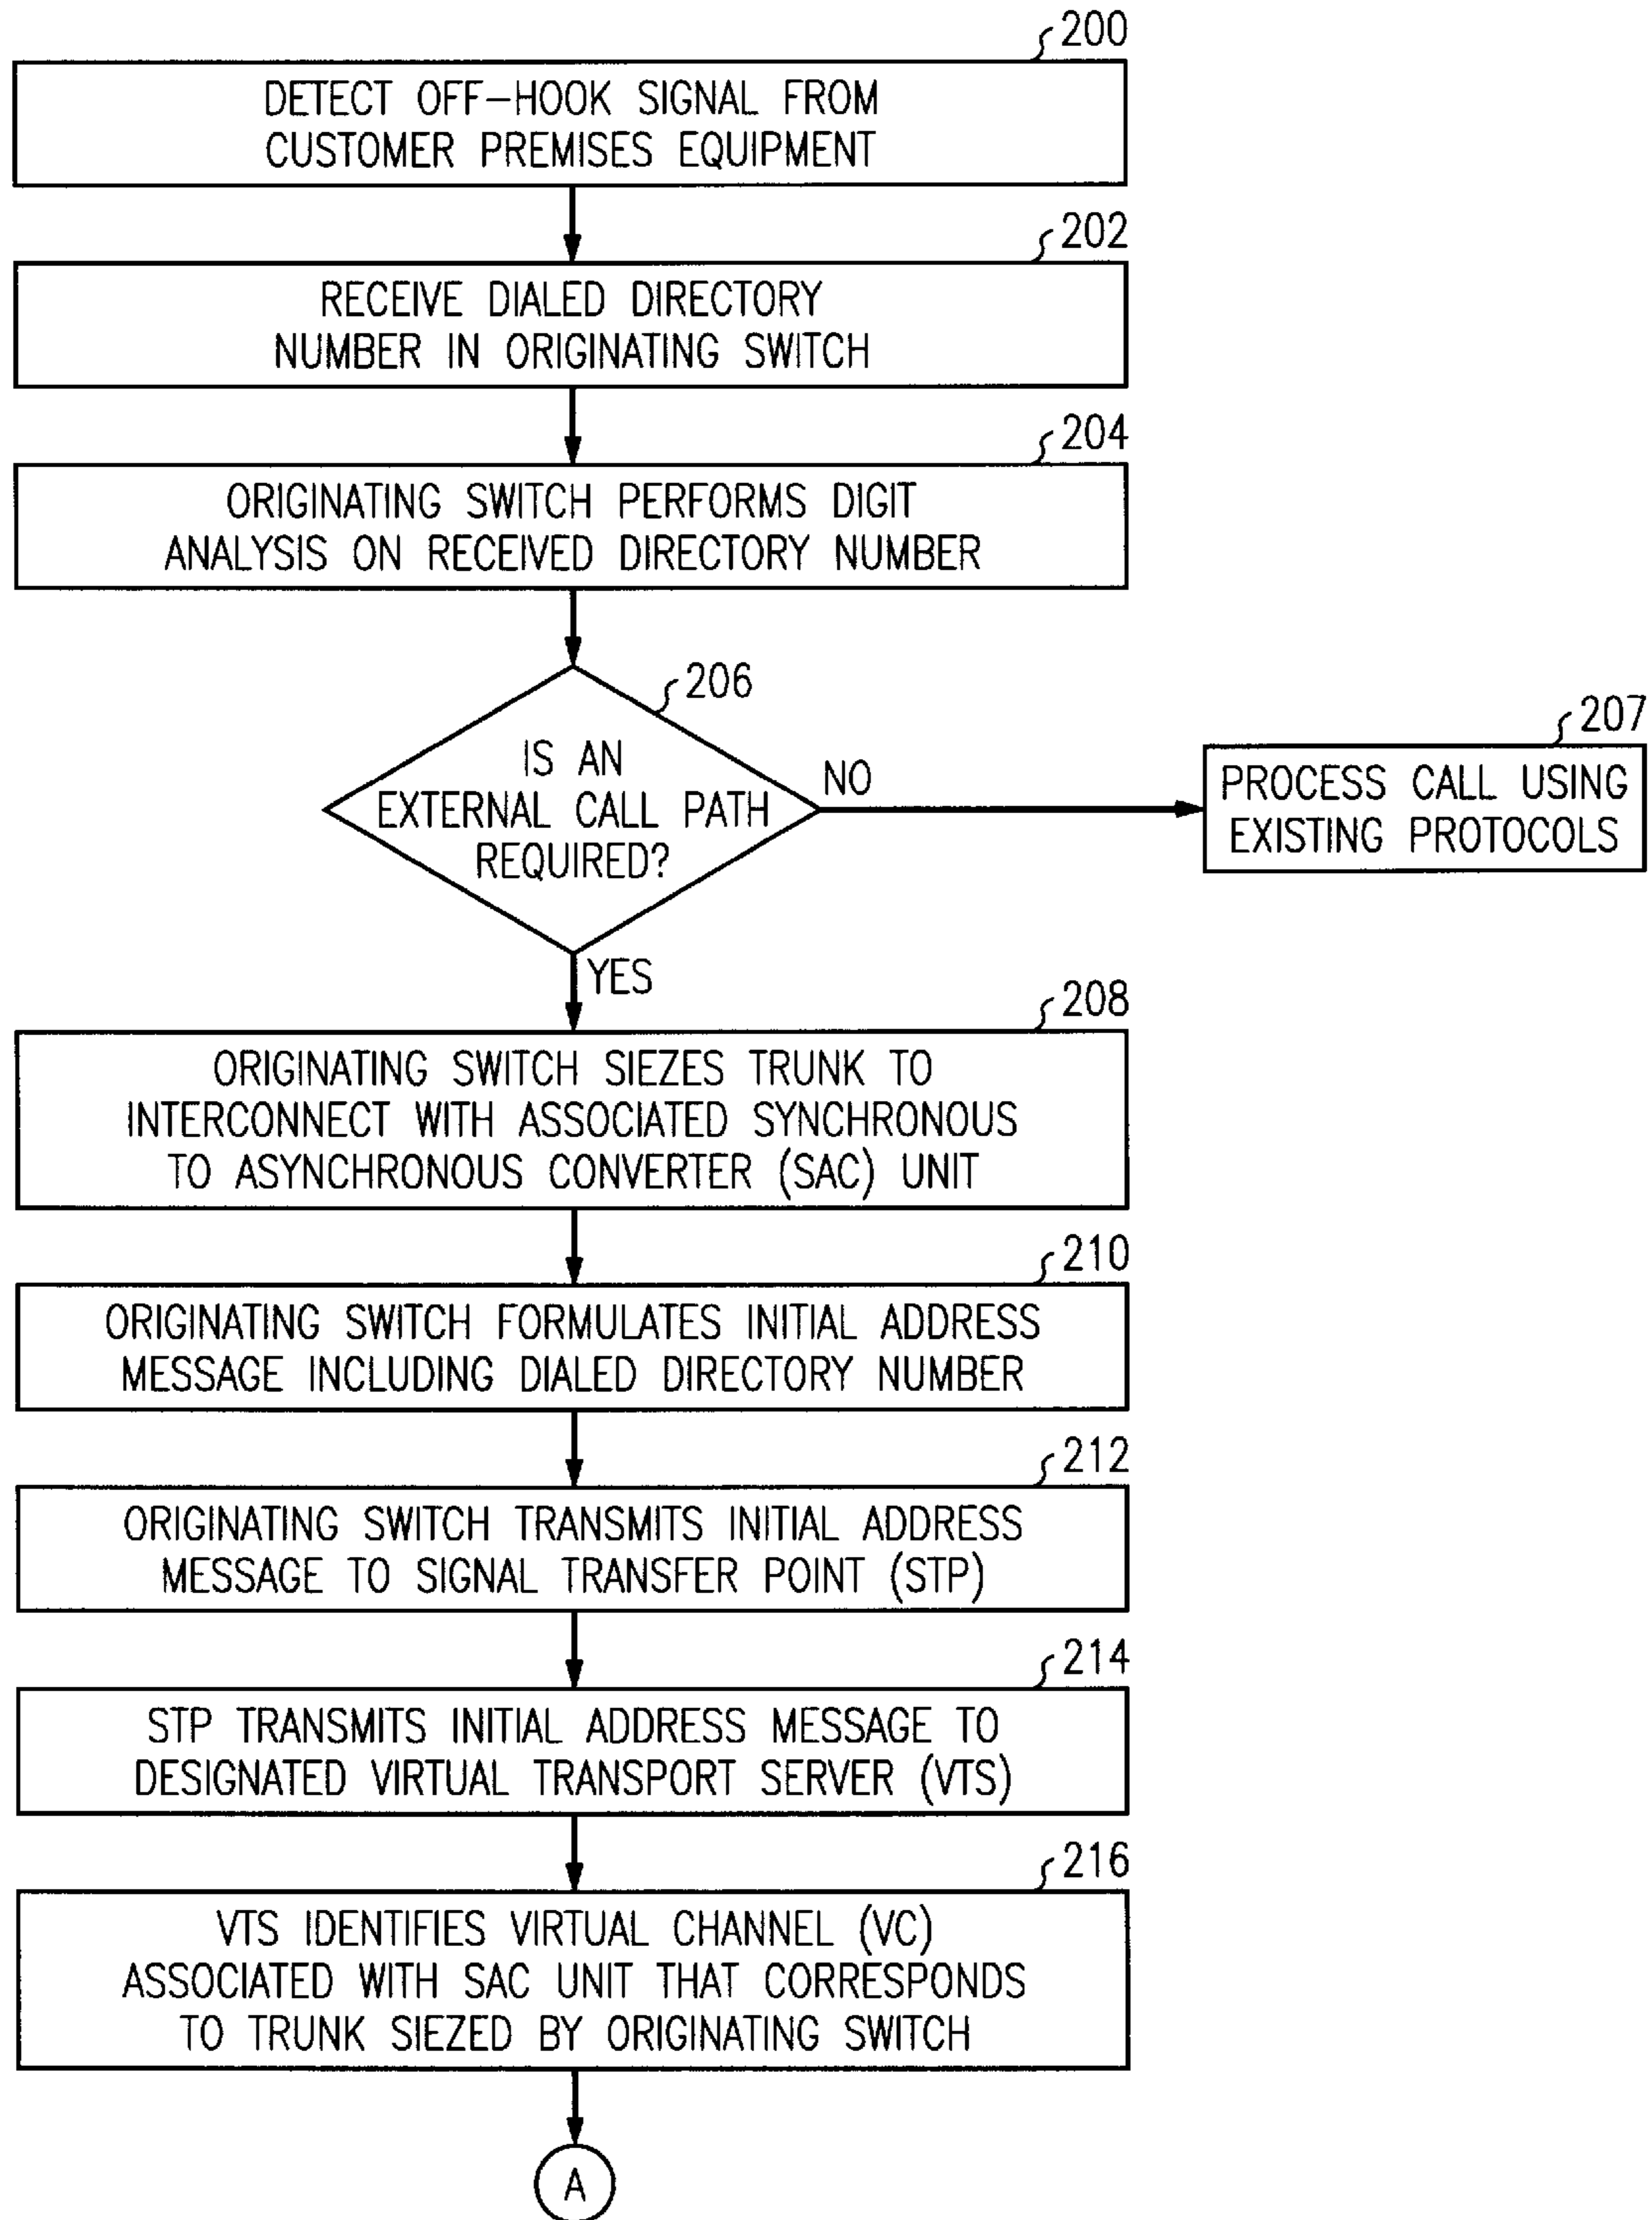 200
DETECT OFF-HOOK SIGNAL FROM
CUSTOMER PREMISES EQUIPMENT
202
RECEIVE DIALED DIRECTORY
NUMBER IN ORIGINATING SWITCH
204
ORIGINATING SWITCH PERFORMS DIGIT
ANALYSIS ON RECEIVED DIRECTORY NUMBER
206
IS AN
EXTERNAL CALL PATH
REQUIRED?
NO
207
PROCESS CALL USING
EXISTING PROTOCOLS
YES
208
ORIGINATING SWITCH SIEZES TRUNK TO
INTERCONNECT WITH ASSOCIATED SYNCHRONOUS
TO ASYNCHRONOUS CONVERTER (SAC) UNIT
210
ORIGINATING SWITCH FORMULATES INITIAL ADDRESS
MESSAGE INCLUDING DIALED DIRECTORY NUMBER
212
ORIGINATING SWITCH TRANSMITS INITIAL ADDRESS
MESSAGE TO SIGNAL TRANSFER POINT (STP)
214
STP TRANSMITS INITIAL ADDRESS MESSAGE TO
DESIGNATED VIRTUAL TRANSPORT SERVER (VTS)
216
VTS IDENTIFIES VIRTUAL CHANNEL (VC)
ASSOCIATED WITH SAC UNIT THAT CORRESPONDS
TO TRUNK SIEZED BY ORIGINATING SWITCH
A